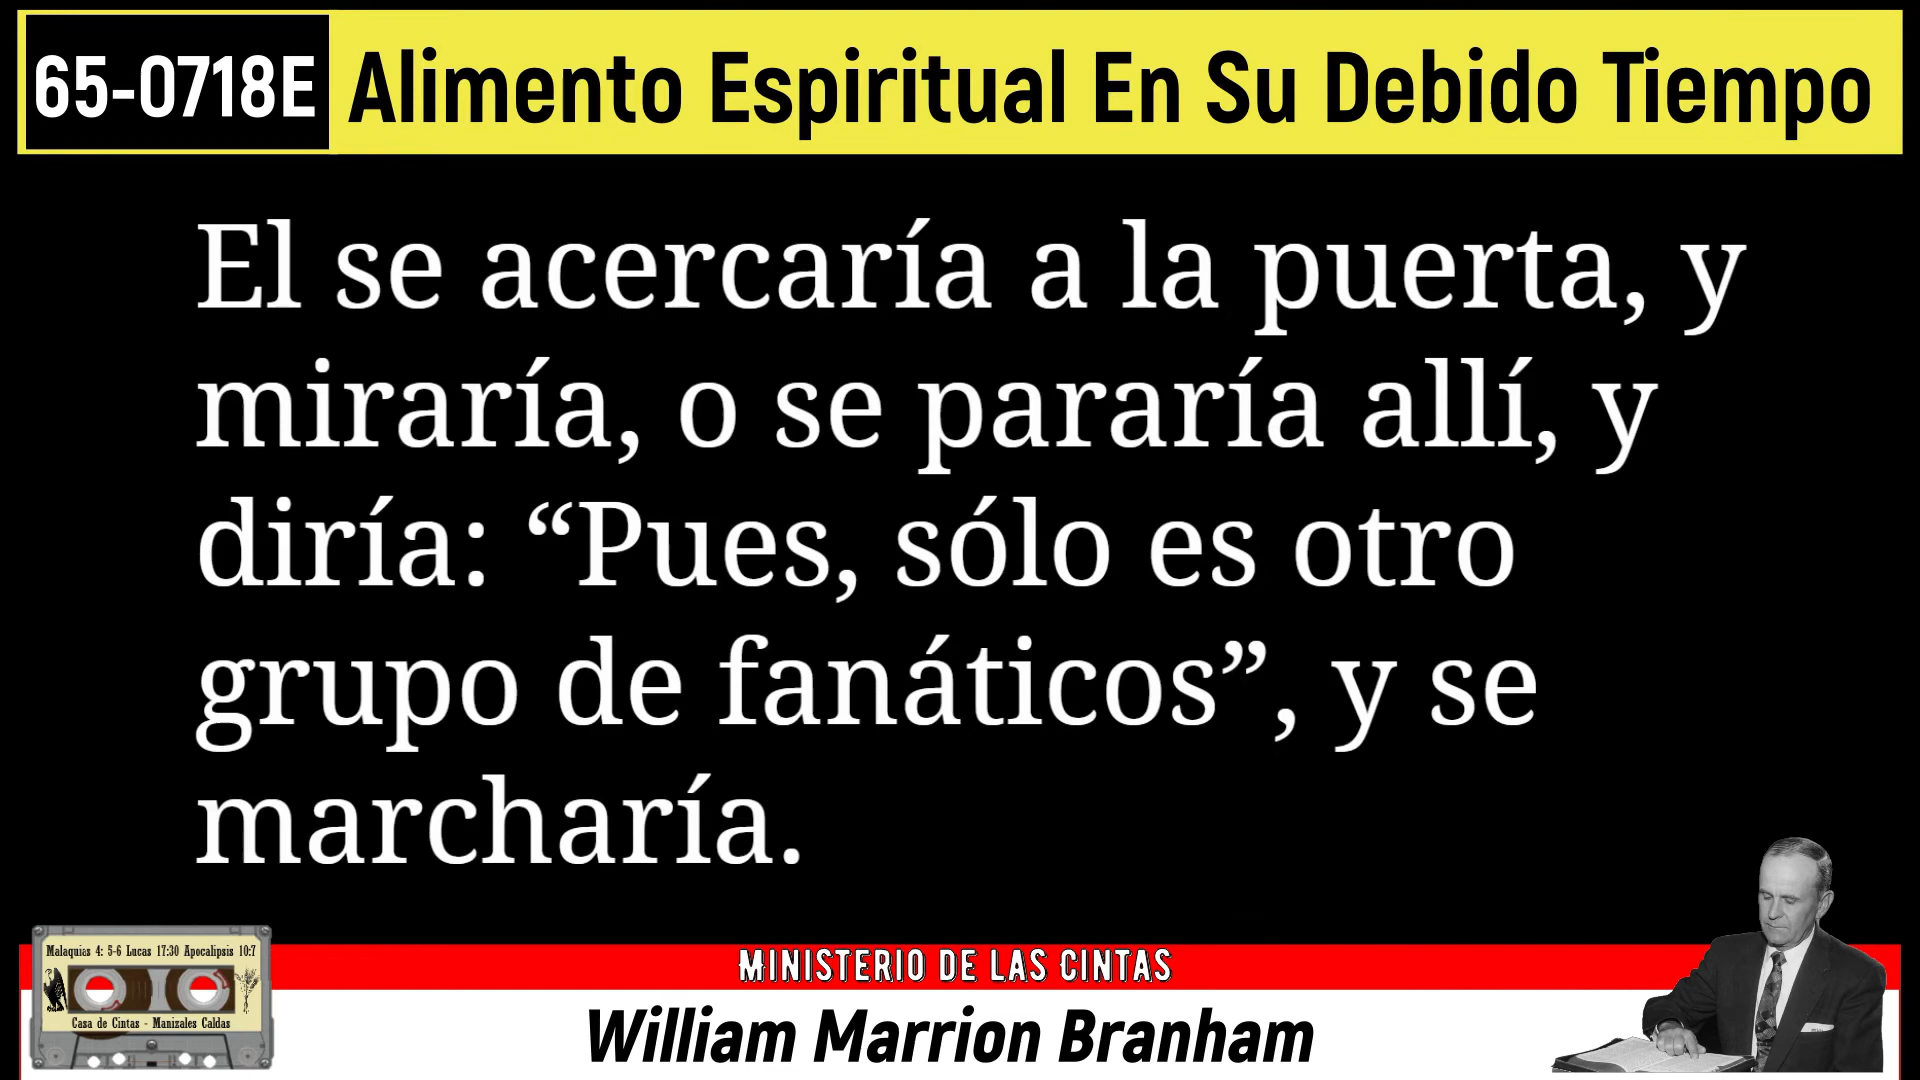 65-0718E Alimento Espiritual En Su Debido Tiempo
El se acercaría a la puerta, y
miraría, o se pararía allí, y
diría: “Pues, sólo es otro
grupo de fanáticos”, y se
marcharía.
Malaquias 4: 5-6 Lucas 17:30 Apocalipsis 10:7
Casa de Cintas - Manizales Caldas
MINISTERIO DE LAS CINTAS
William Marrion Branham